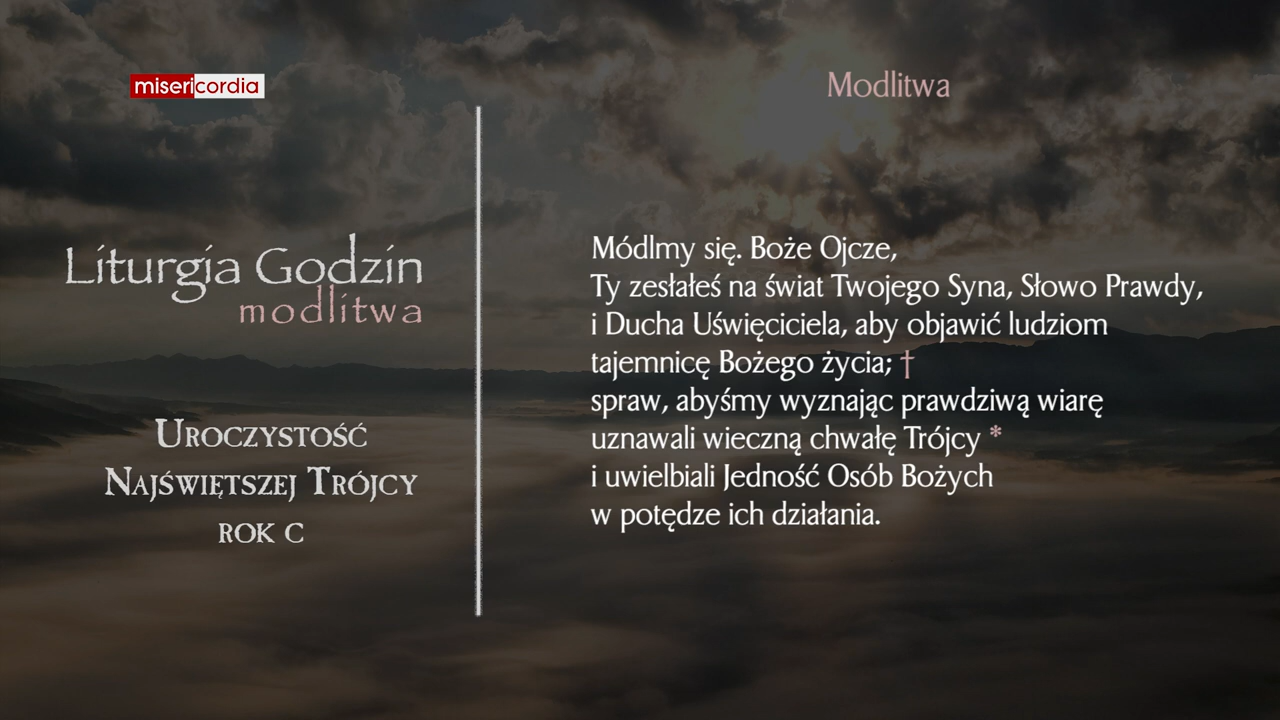 misericordia
Liturgia Godzin
modlitwa
Uroczystość
Najświętszej Trójcy
rok C
Modlitwa
Módlmy się. Boże Ojcze,
Ty zesłałeś na świat Twojego Syna, Słowo Prawdy,
i Ducha Uświęciciela, aby objawić ludziom
tajemnicę Bożego życia; †
spraw, abyśmy wyznając prawdziwą wiarę
uznawali wieczną chwałę Trójcy *
i uwielbiali Jedność Osób Bożych
w potędze ich działania.